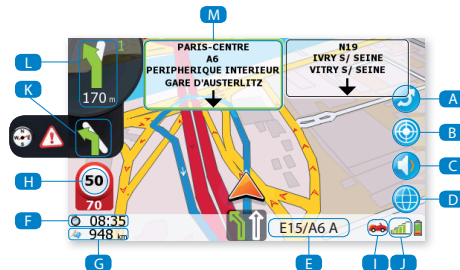 M
L
1
170 m
PARIS-CENTRE
A6
PERIPHERIQUE INTERIEUR
GARE D'AUSTERLITZ
N19
IVRY S/ SEINE
VITRY S/ SEINE
K
A
B
C
D
H
50
70
F
08:35
948 km
G
E15/A6 A
E
I
J